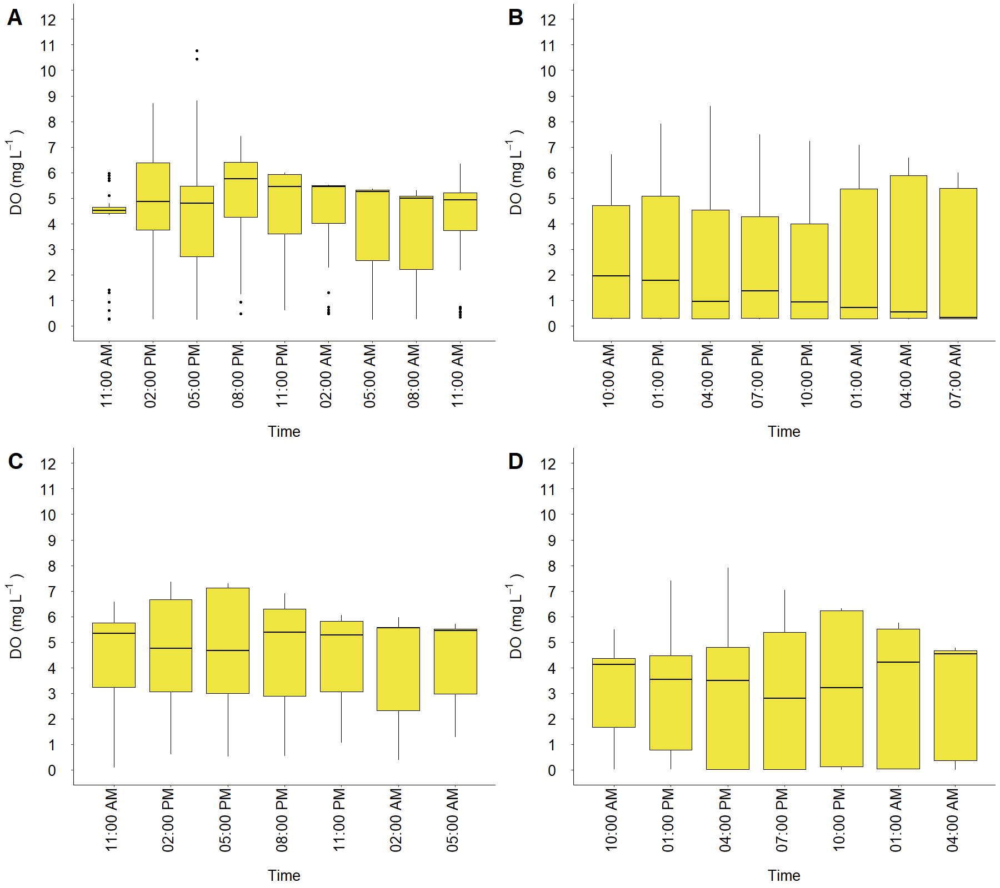 A
12
11
10
9
8
7
6
5
4
3
2
1
0
DO (mg L⁻¹ )
11:00 AM
02:00 PM
05:00 PM
08:00 PM
11:00 PM
02:00 AM
05:00 AM
08:00 AM
11:00 AM
Time
B
12
11
10
9
8
7
6
5
4
3
2
1
0
DO (mg L⁻¹ )
10:00 AM
01:00 PM
04:00 PM
07:00 PM
10:00 PM
01:00 AM
04:00 AM
07:00 AM
Time
C
12
11
10
9
8
7
6
5
4
3
2
1
0
DO (mg L⁻¹ )
11:00 AM
02:00 PM
05:00 PM
08:00 PM
11:00 PM
02:00 AM
05:00 AM
Time
D
12
11
10
9
8
7
6
5
4
3
2
1
0
DO (mg L⁻¹ )
10:00 AM
01:00 PM
04:00 PM
07:00 PM
10:00 PM
01:00 AM
04:00 AM
Time